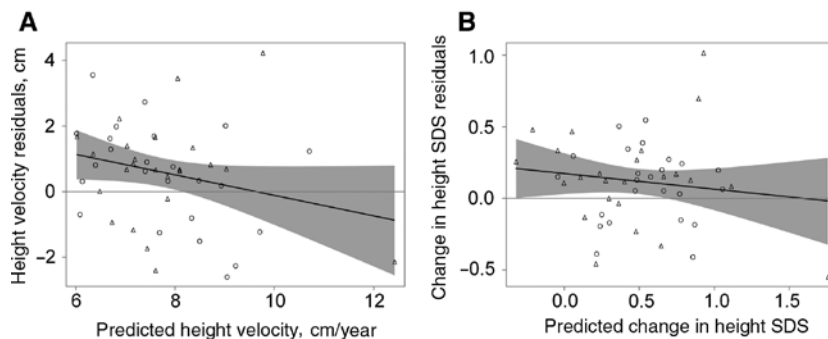 A
Height velocity residuals, cm
4
2
0
−2
6
8
10
12
Predicted height velocity, cm/year
B
Change in height SDS residuals
1.0
0.5
0.0
−0.5
0.0
0.5
1.0
1.5
Predicted change in height SDS